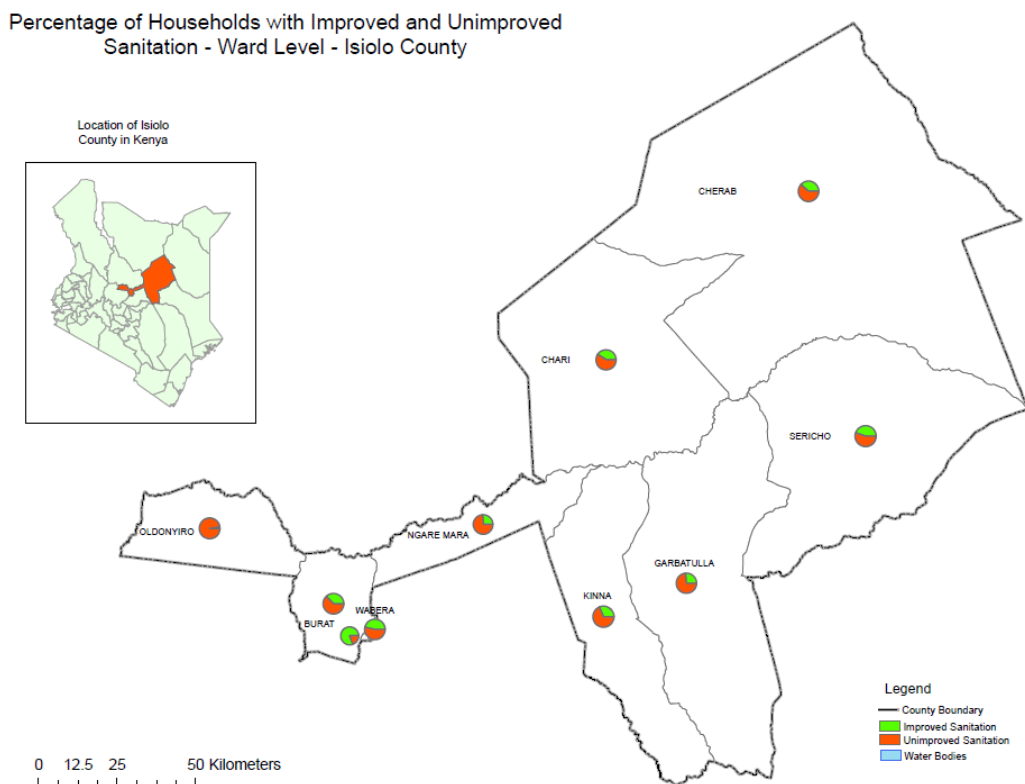 Percentage of Households with Improved and Unimproved
Sanitation - Ward Level - Isiolo County
Location of Isiolo
County in Kenya
CHERAB
CHARI
SERICHO
OLDONYIRO
NGARE MARA
GARBATULLA
KINNA
WABERA
BURAT
Legend
County Boundary
Improved Sanitation
Unimproved Sanitation
Water Bodies
0 12.5 25 50 Kilometers